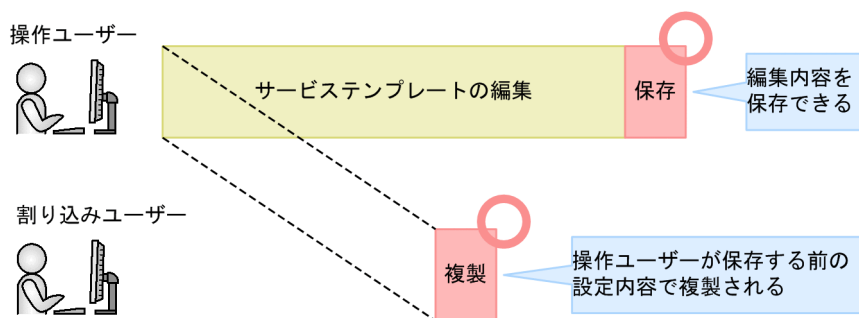 操作ユーザー
サービステンプレートの編集
保存
編集内容を
保存できる
割り込みユーザー
複製
操作ユーザーが保存する前の
設定内容で複製される